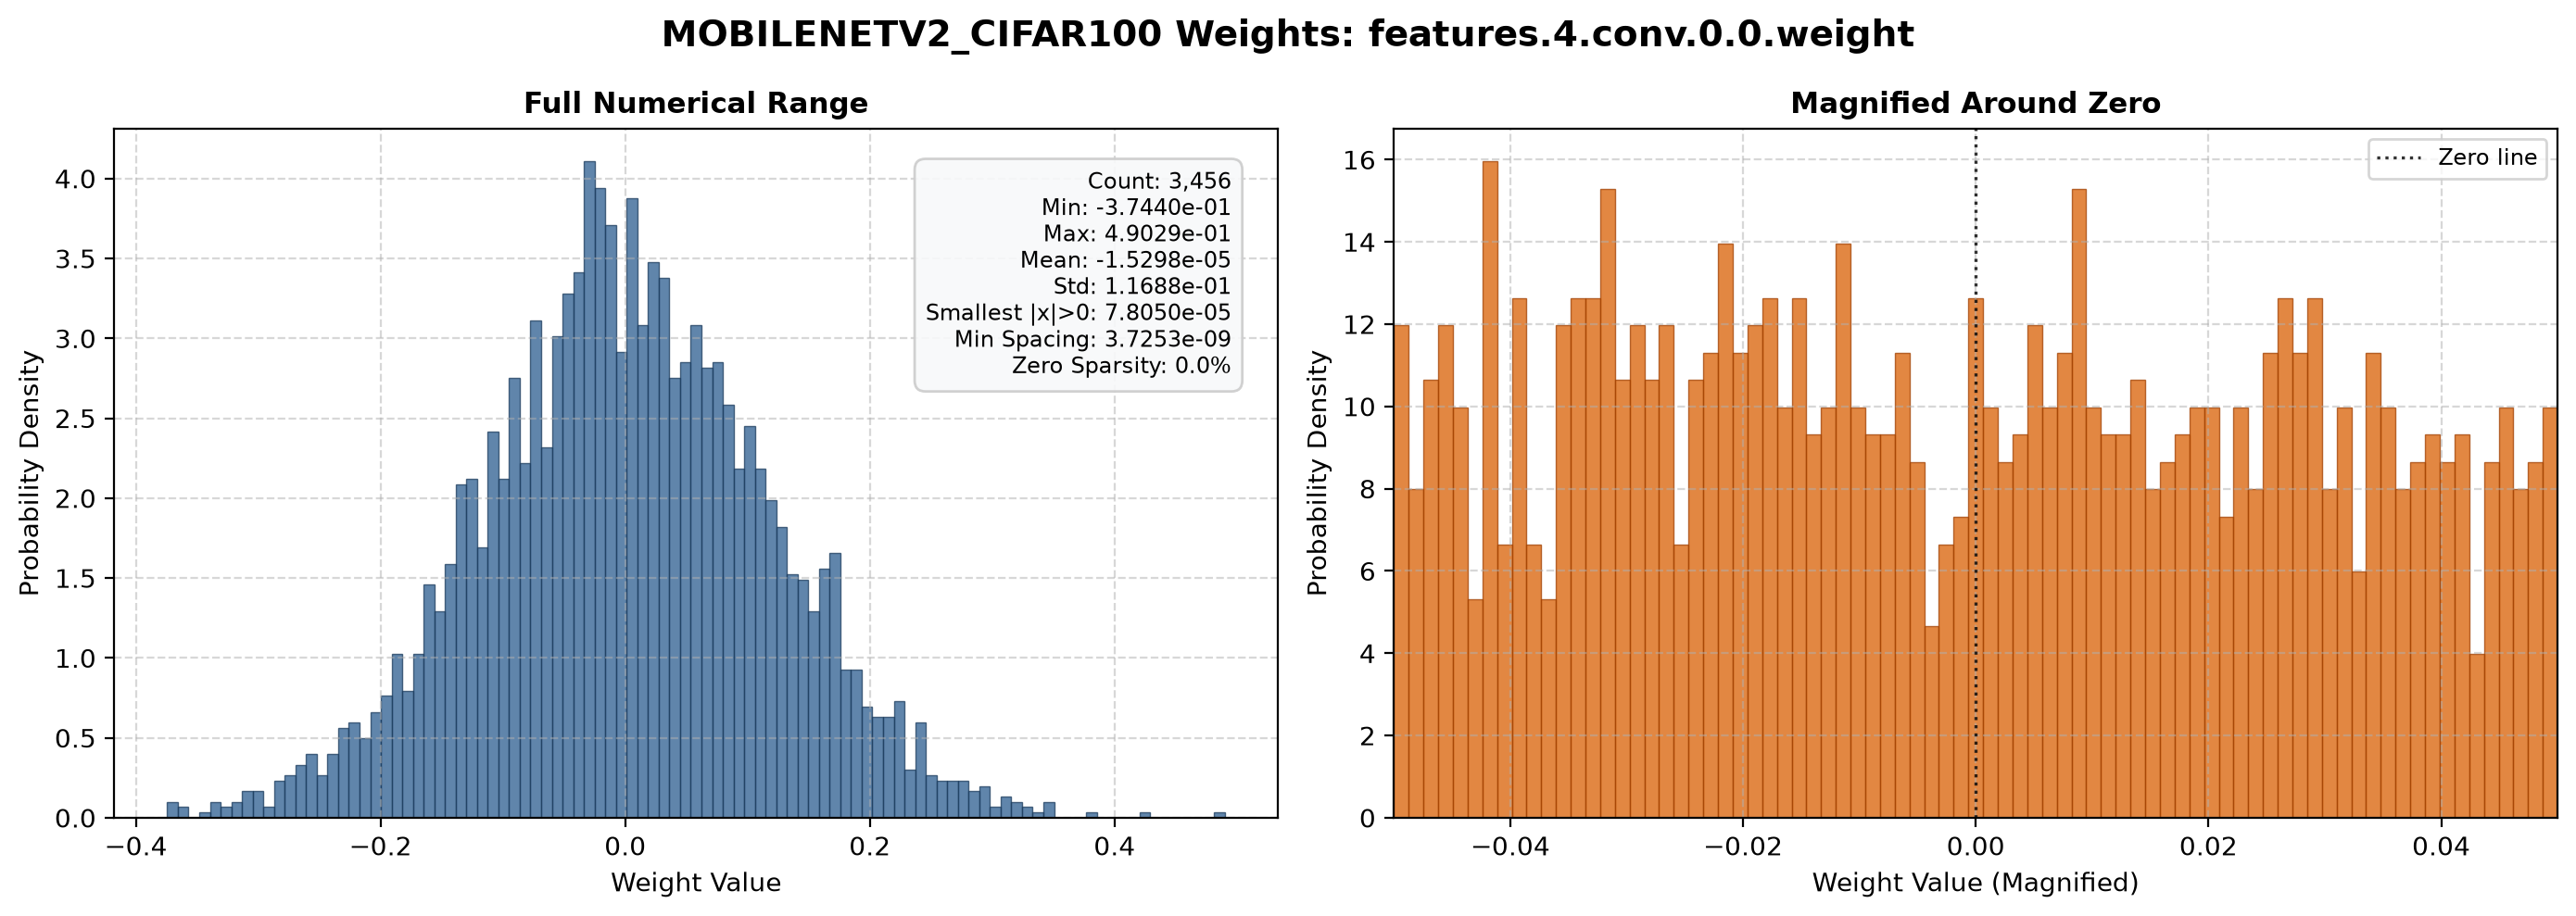 MOBILENETV2_CIFAR100 Weights: features.4.conv.0.0.weight
Full Numerical Range
Probability Density
4.0
3.5
3.0
2.5
2.0
1.5
1.0
0.5
0.0
Count: 3,456
Min: -3.7440e-01
Max: 4.9029e-01
Mean: -1.5298e-05
Std: 1.1688e-01
Smallest |x|>0: 7.8050e-05
Min Spacing: 3.7253e-09
Zero Sparsity: 0.0%
−0.4 −0.2 0.0 0.2 0.4
Weight Value
Magnified Around Zero
Probability Density
16
14
12
10
8
6
4
2
0
Zero line
−0.04 −0.02 0.00 0.02 0.04
Weight Value (Magnified)